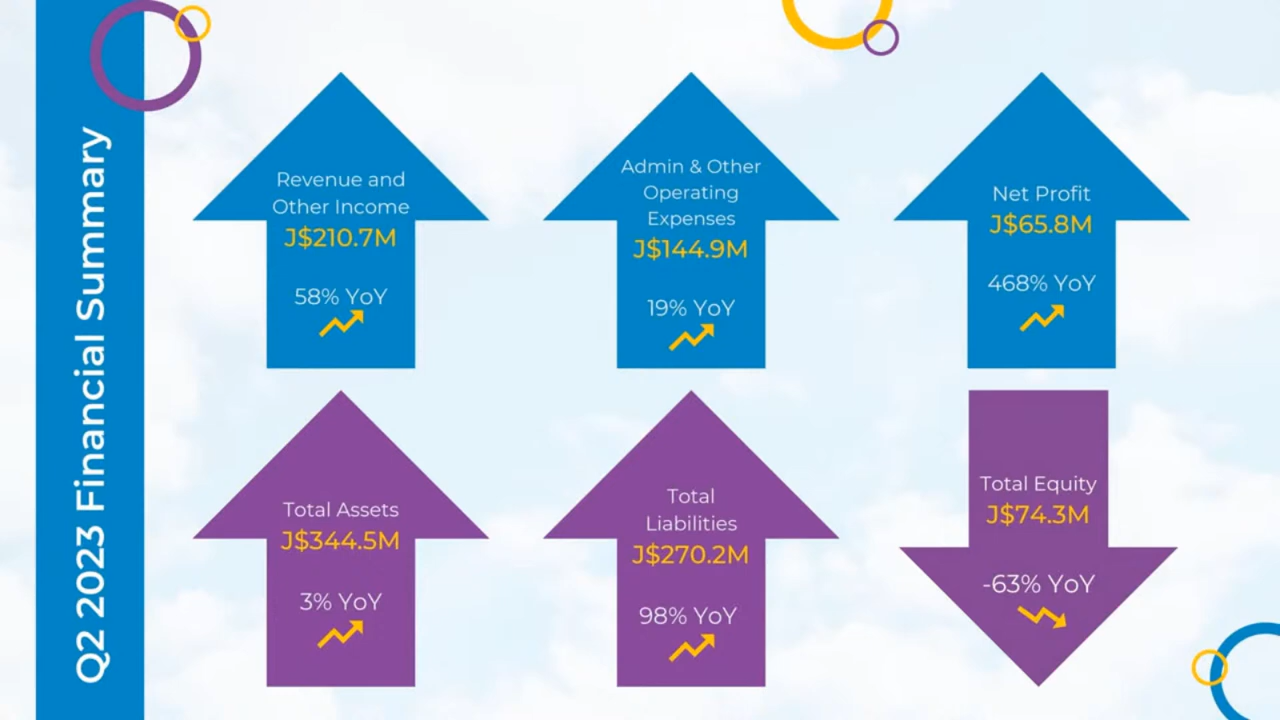 Q2 2023 Financial Summary
Revenue and
Other Income
J$210.7M
58% YoY
Admin & Other
Operating
Expenses
J$144.9M
19% YoY
Net Profit
J$65.8M
468% YoY
Total Assets
J$344.5M
3% YoY
Total
Liabilities
J$270.2M
98% YoY
Total Equity
J$74.3M
-63% YoY